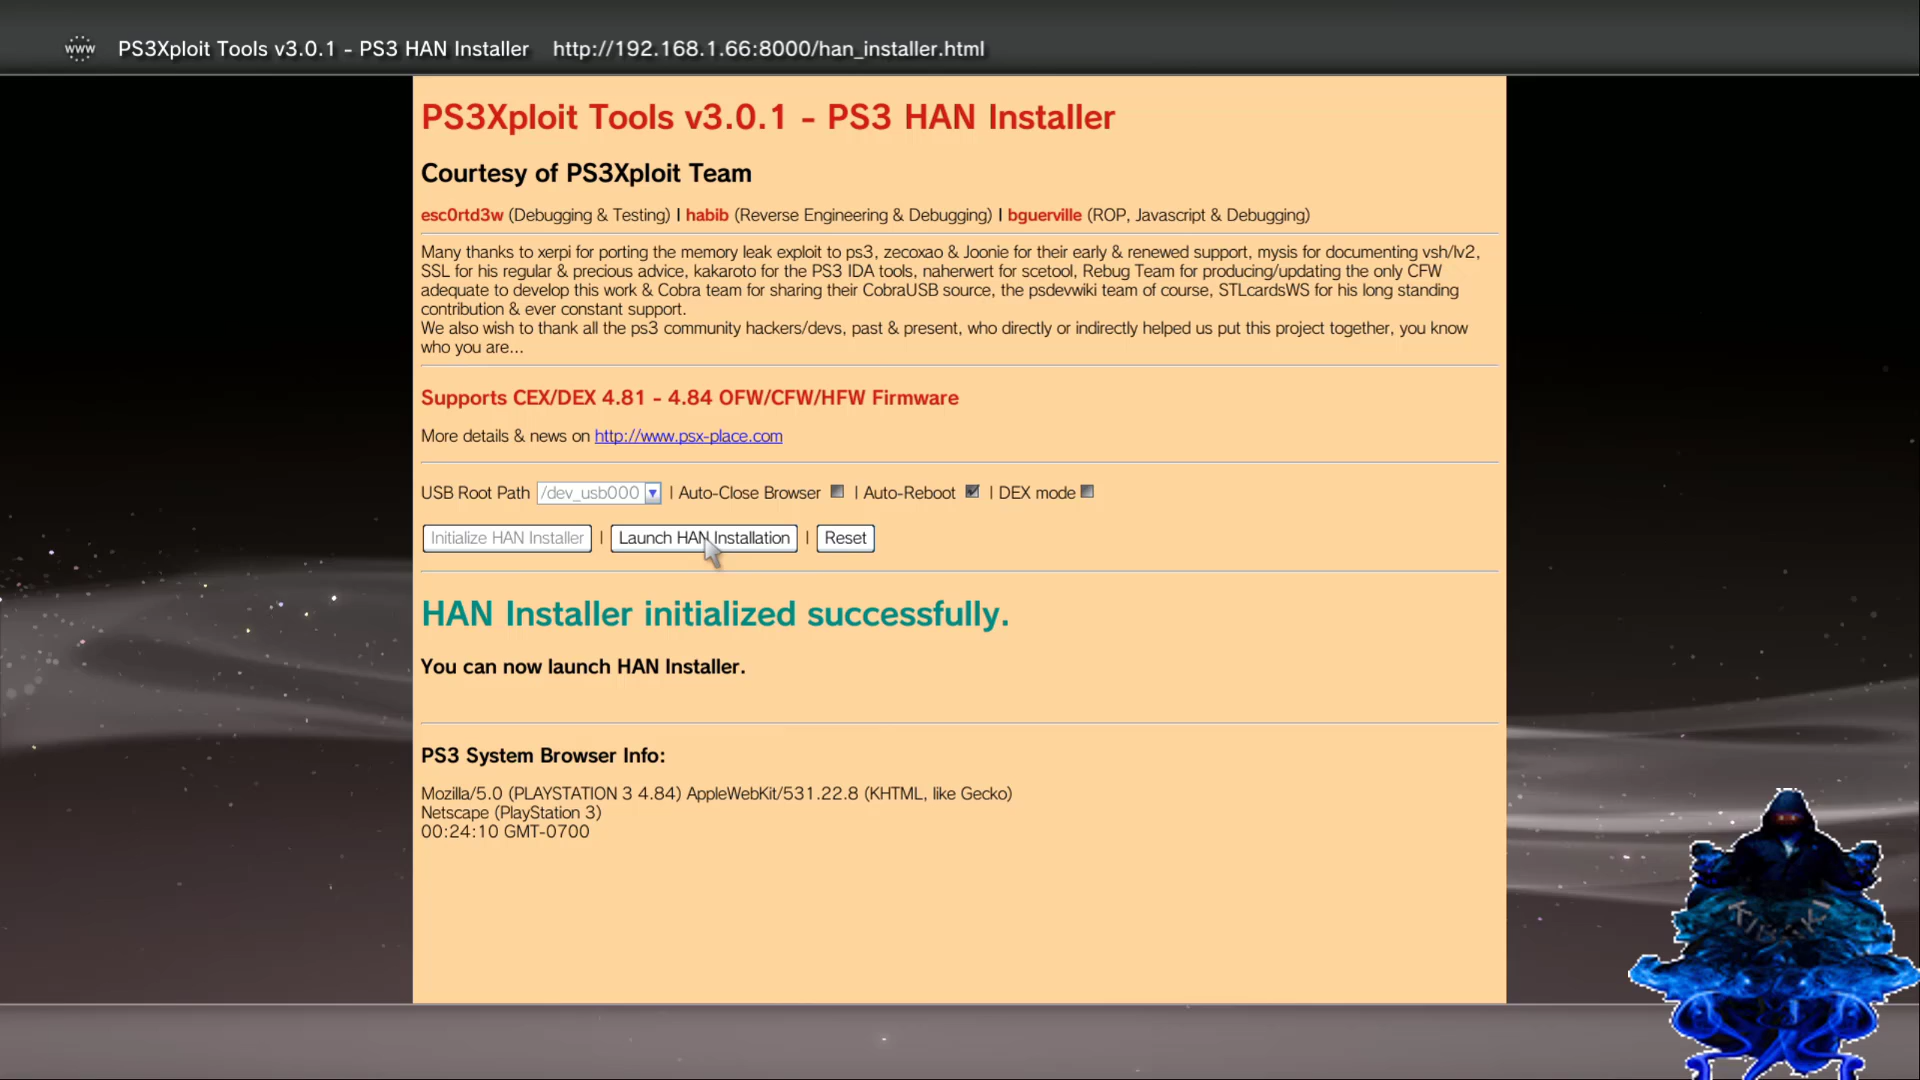 www PS3Xploit Tools v3.0.1 - PS3 HAN Installer http://192.168.1.66:8000/han_installer.html
PS3Xploit Tools v3.0.1 - PS3 HAN Installer
Courtesy of PS3Xploit Team
esc0rtd3w (Debugging & Testing) | habib (Reverse Engineering & Debugging) | bguerville (ROP, Javascript & Debugging)
Many thanks to xerpi for porting the memory leak exploit to ps3, zecoxao & Joonie for their early & renewed support, mysis for documenting vsh/lv2,
SSL for his regular & precious advice, kakaroto for the PS3 IDA tools, naherwert for scetool, Rebug Team for producing/updating the only CFW
adequate to develop this work & Cobra team for sharing their CobraUSB source, the psdevwiki team of course, STLcardsWS for his long standing
contribution & ever constant support.
We also wish to thank all the ps3 community hackers/devs, past & present, who directly or indirectly helped us put this project together, you know
who you are...
Supports CEX/DEX 4.81 - 4.84 OFW/CFW/HFW Firmware
More details & news on http://www.psx-place.com
USB Root Path /dev_usb000 | Auto-Close Browser | Auto-Reboot | DEX mode
Initialize HAN Installer | Launch HAN Installation | Reset
HAN Installer initialized successfully.
You can now launch HAN Installer.
PS3 System Browser Info:
Mozilla/5.0 (PLAYSTATION 3 4.84) AppleWebKit/531.22.8 (KHTML, like Gecko)
Netscape (PlayStation 3)
00:24:10 GMT-0700